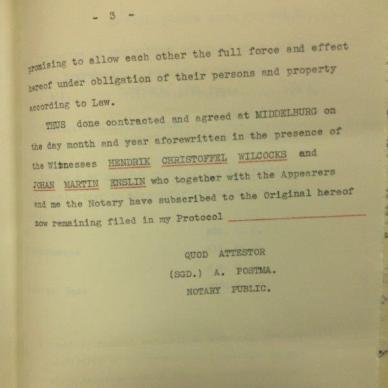 - 3 -
promising to allow each other the full force and effect
hereof under obligation of their persons and property
according to Law.
THUS done contracted and agreed at MIDDELBURG on
the day month and year aforewritten in the presence of
the Witnesses HENDRIK CHRISTOFFEL WILCOCKS and
JOHAN MARTIN ENSLIN who together with the Appearers
and me the Notary have subscribed to the Original hereof
now remaining filed in my Protocol
QUOD ATTESTOR
(SGD.) A. POSTMA.
NOTARY PUBLIC.